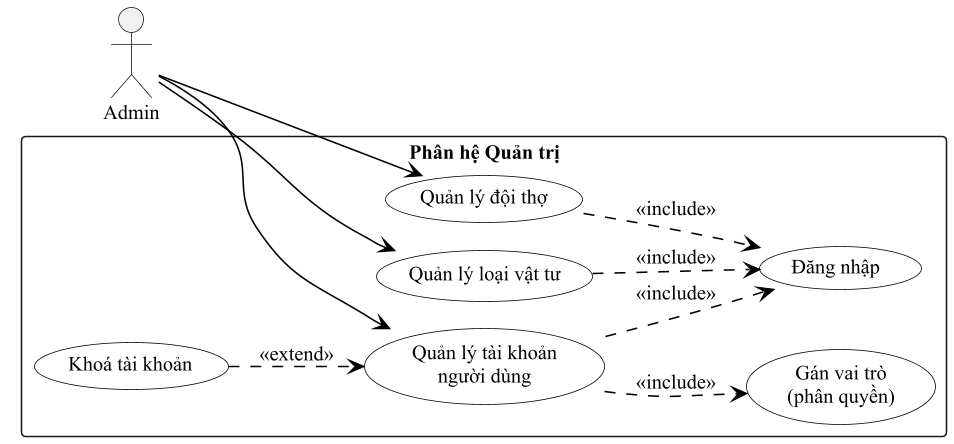 Admin
Phân hệ Quản trị
Quản lý đội thợ
«include»
Quản lý loại vật tư
«include»
Đăng nhập
«include»
Khoá tài khoản
«extend»
Quản lý tài khoản
người dùng
«include»
Gán vai trò
(phân quyền)